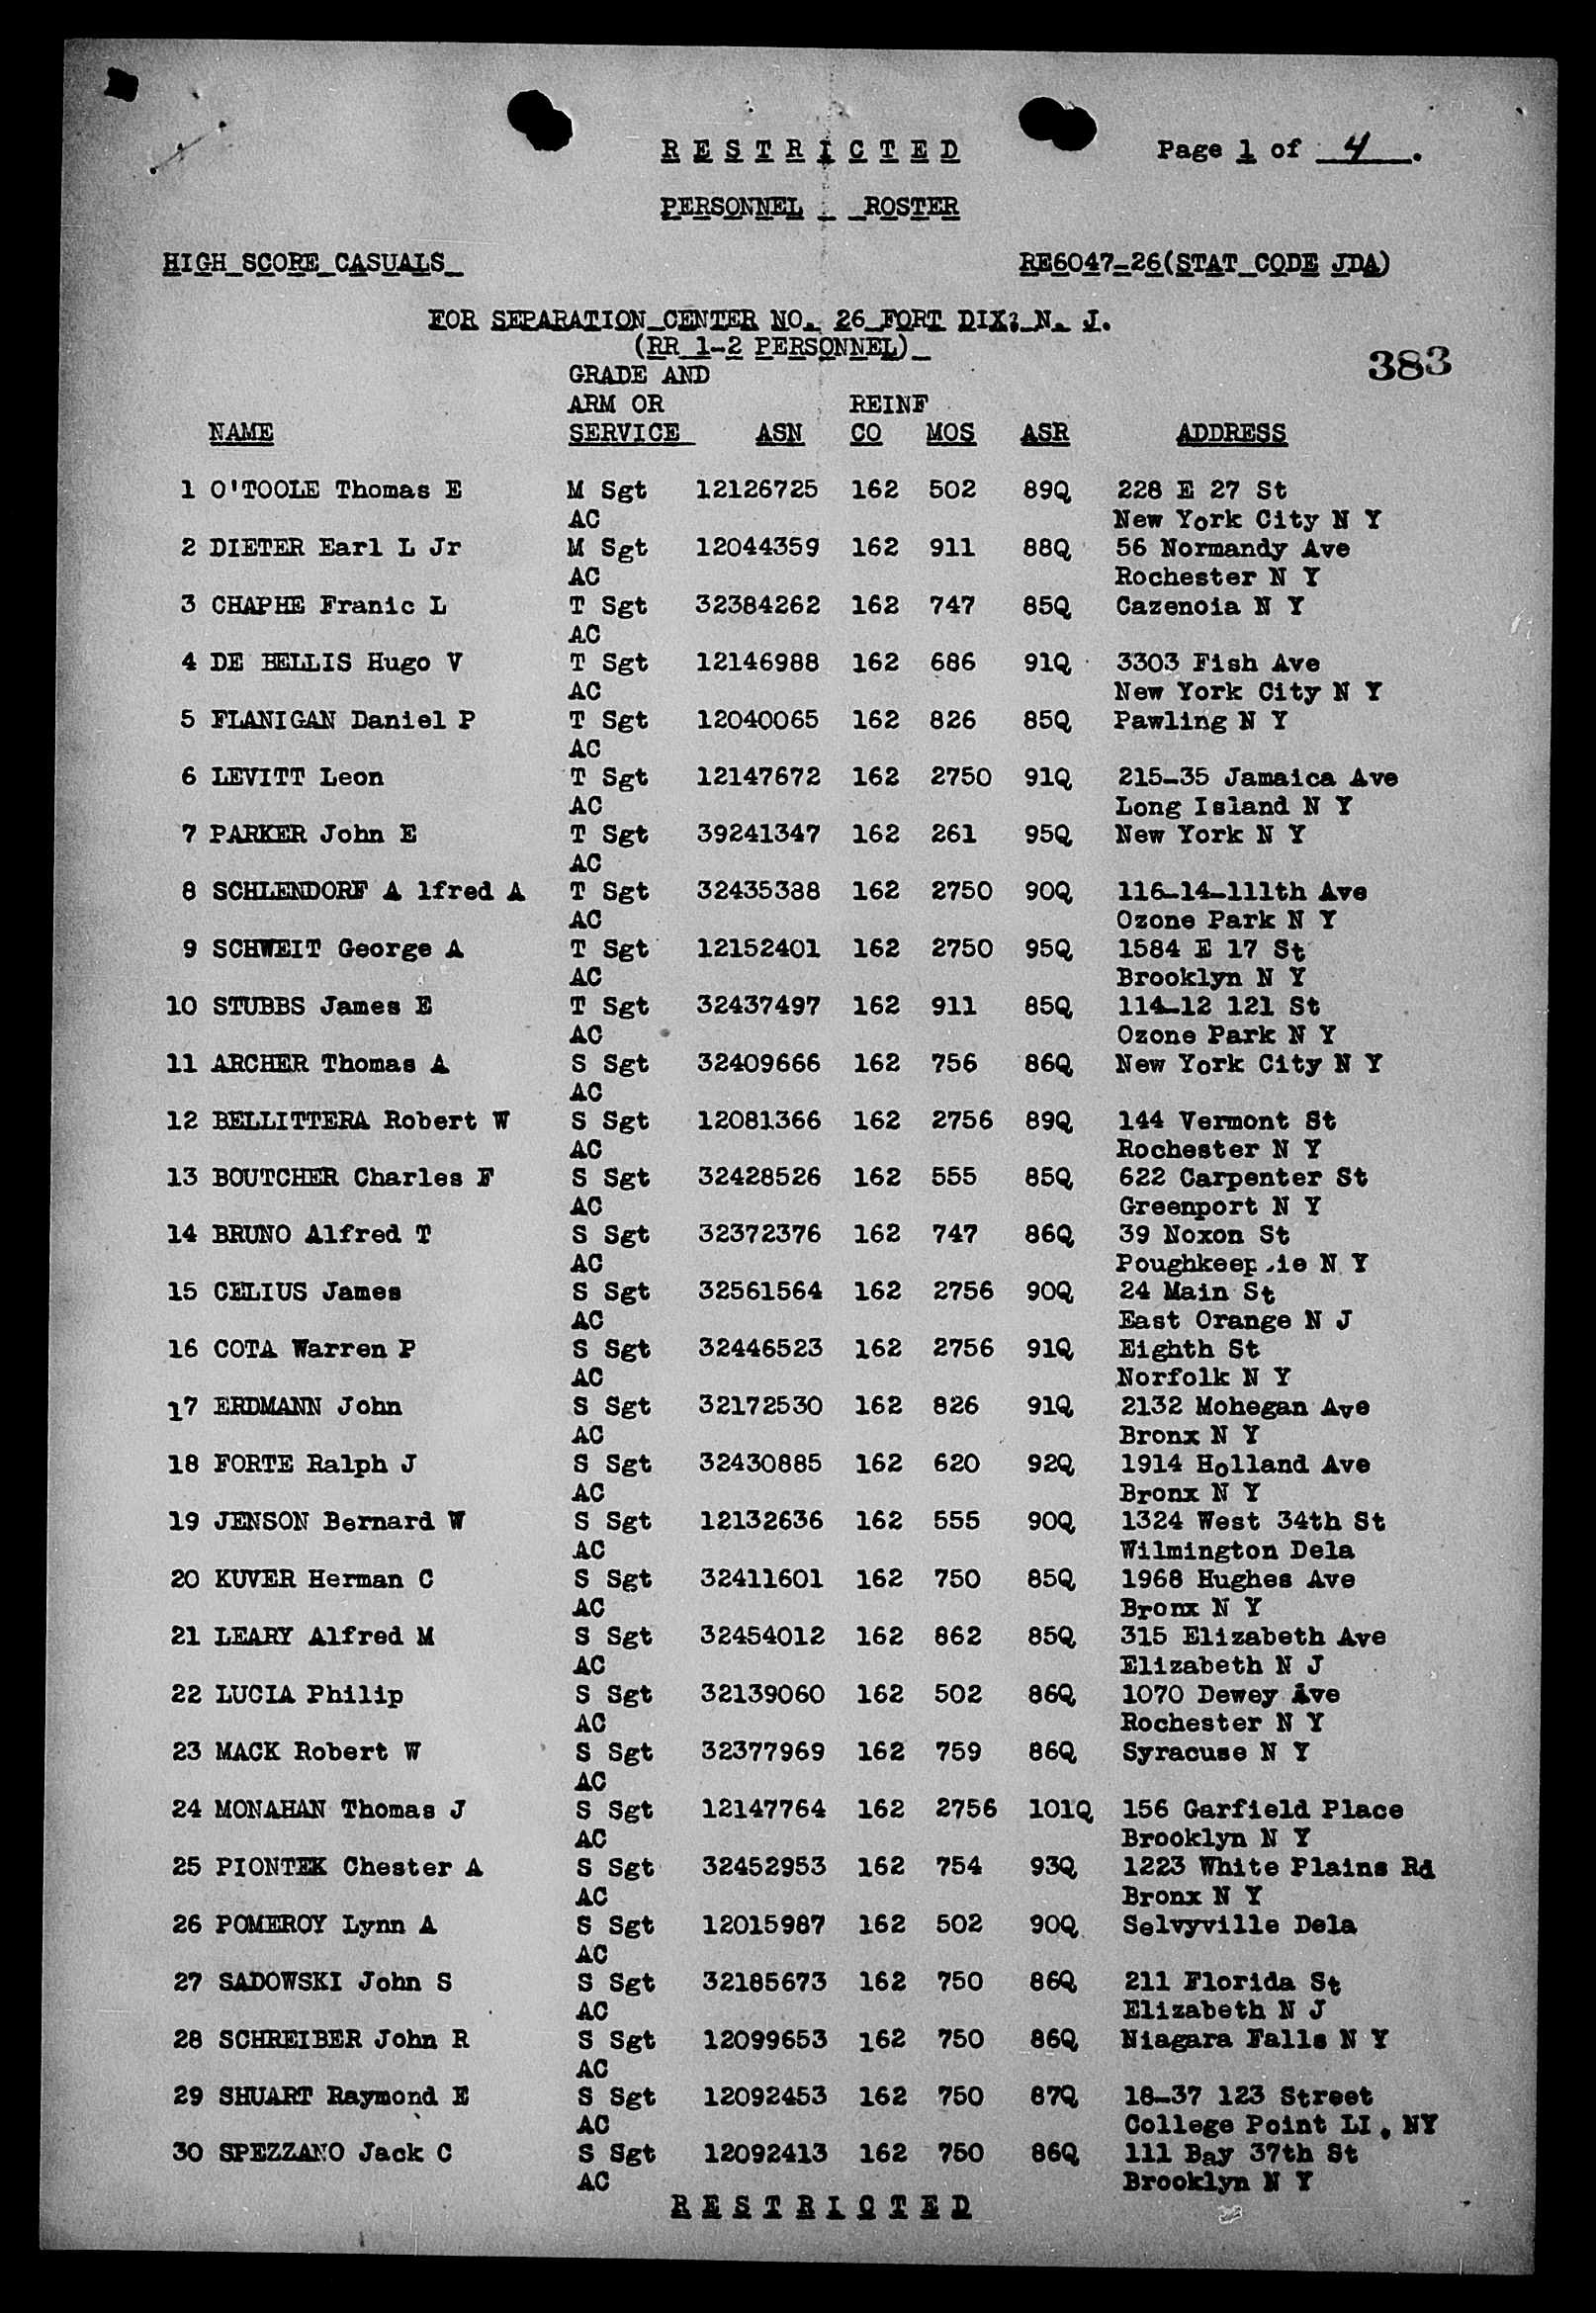 RESTRICTED Page 1 of 4.
PERSONNEL ROSTER
HIGH SCORE CASUALS RE6047-26(STAT CODE JDA)
FOR SEPARATION CENTER NO. 26 FORT DIX, N. J.
(RR 1-2 PERSONNEL)
383
GRADE AND
ARM OR REINF
NAME SERVICE ASN CO MOS ASR ADDRESS
1 O'TOOLE Thomas E M Sgt 12126725 162 502 89Q 228 E 27 St
AC New York City N Y
2 DIETER Earl L Jr M Sgt 12044359 162 911 88Q 56 Normandy Ave
AC Rochester N Y
3 CHAPHE Franic L T Sgt 32384262 162 747 85Q Cazenoia N Y
AC
4 DE BELLIS Hugo V T Sgt 12146988 162 686 91Q 3303 Fish Ave
AC New York City N Y
5 FLANIGAN Daniel P T Sgt 12040065 162 826 85Q Pawling N Y
AC
6 LEVITT Leon T Sgt 12147672 162 2750 91Q 215-35 Jamaica Ave
AC Long Island N Y
7 PARKER John E T Sgt 39241347 162 261 95Q New York N Y
AC
8 SCHLENDORF A lfred A T Sgt 32435388 162 2750 90Q 116-14-111th Ave
AC Ozone Park N Y
9 SCHWEIT George A T Sgt 12152401 162 2750 95Q 1584 E 17 St
AC Brooklyn N Y
10 STUBBS James E T Sgt 32437497 162 911 85Q 114-12 121 St
AC Ozone Park N Y
11 ARCHER Thomas A S Sgt 32409666 162 756 86Q New York City N Y
AC
12 BELLITTERA Robert W S Sgt 12081366 162 2756 89Q 144 Vermont St
AC Rochester N Y
13 BOUTCHER Charles F S Sgt 32428526 162 555 85Q 622 Carpenter St
AC Greenport N Y
14 BRUNO Alfred T S Sgt 32372376 162 747 86Q 39 Noxon St
AC Poughkeepsie N Y
15 CELIUS James S Sgt 32561564 162 2756 90Q 24 Main St
AC East Orange N J
16 COTA Warren P S Sgt 32446523 162 2756 91Q Eighth St
AC Norfolk N Y
17 ERDMANN John S Sgt 32172530 162 826 91Q 2132 Mohegan Ave
AC Bronx N Y
18 FORTE Ralph J S Sgt 32430885 162 620 92Q 1914 Holland Ave
AC Bronx N Y
19 JENSON Bernard W S Sgt 12132636 162 555 90Q 1324 West 34th St
AC Wilmington Dela
20 KUVER Herman C S Sgt 32411601 162 750 85Q 1968 Hughes Ave
AC Bronx N Y
21 LEARY Alfred M S Sgt 32454012 162 862 85Q 315 Elizabeth Ave
AC Elizabeth N J
22 LUCIA Philip S Sgt 32139060 162 502 86Q 1070 Dewey Ave
AC Rochester N Y
23 MACK Robert W S Sgt 32377969 162 759 86Q Syracuse N Y
AC
24 MONAHAN Thomas J S Sgt 12147764 162 2756 101Q 156 Garfield Place
AC Brooklyn N Y
25 PIONTEK Chester A S Sgt 32452953 162 754 93Q 1223 White Plains Rd
AC Bronx N Y
26 POMEROY Lynn A S Sgt 12015987 162 502 90Q Selvyville Dela
AC
27 SADOWSKI John S S Sgt 32185673 162 750 86Q 211 Florida St
AC Elizabeth N J
28 SCHREIBER John R S Sgt 12099653 162 750 86Q Niagara Falls N Y
AC
29 SHUART Raymond E S Sgt 12092453 162 750 87Q 18-37 123 Street
AC College Point LI, NY
30 SPEZZANO Jack C S Sgt 12092413 162 750 86Q 111 Bay 37th St
AC Brooklyn N Y
RESTRICTED